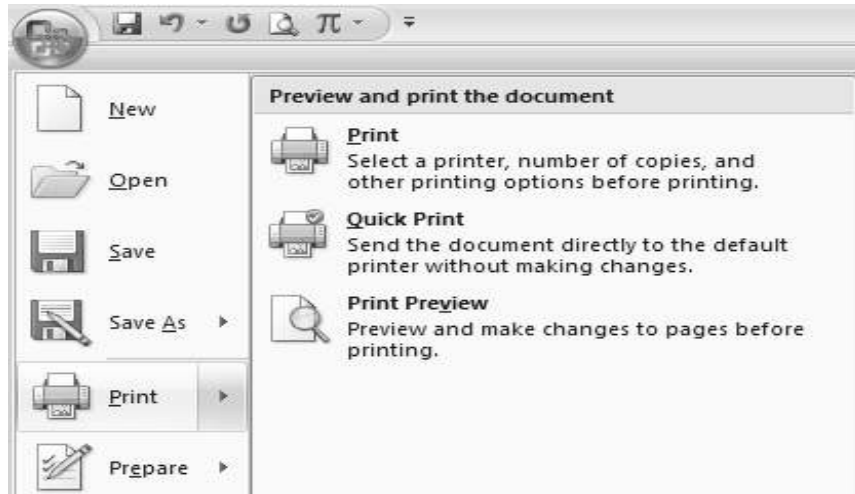 π
New
Open
Save
Save As
Print
Prepare
Preview and print the document
Print
Select a printer, number of copies, and
other printing options before printing.
Quick Print
Send the document directly to the default
printer without making changes.
Print Preview
Preview and make changes to pages before
printing.